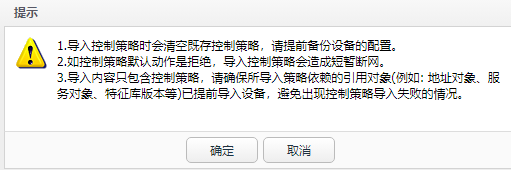 提示
1.导入控制策略时会清空既存控制策略，请提前备份设备的配置。
2.如控制策略默认动作是拒绝，导入控制策略会造成短暂断网。
3.导入内容只包含控制策略，请确保所导入策略依赖的引用对象(例如: 地址对象、服
务对象、特征库版本等)已提前导入设备，避免出现控制策略导入失败的情况。
确定 取消